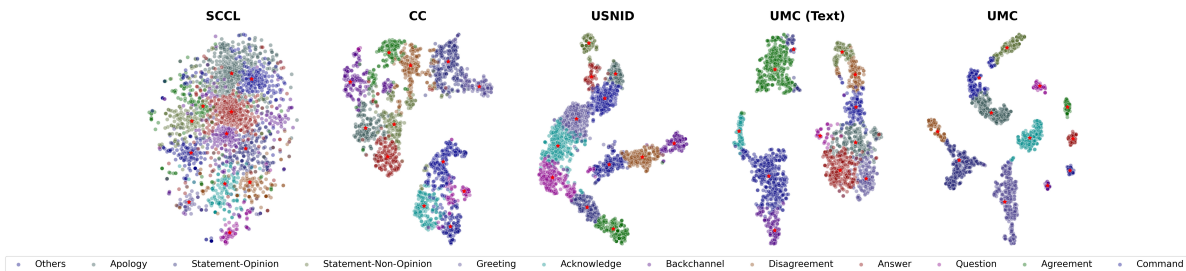 SCCL CC USNID UMC (Text) UMC
Others Apology Statement-Opinion Statement-Non-Opinion Greeting Acknowledge Backchannel Disagreement Answer Question Agreement Command